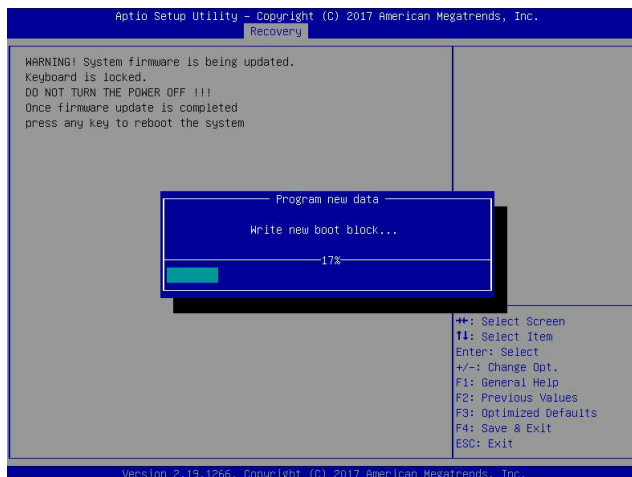 Aptio Setup Utility – Copyright (C) 2017 American Megatrends, Inc.
Recovery
WARNING! System firmware is being updated.
Keyboard is locked.
DO NOT TURN THE POWER OFF !!!
Once firmware update is completed
press any key to reboot the system
Program new data
Write new boot block...
17%
→←: Select Screen
↑↓: Select Item
Enter: Select
+/-: Change Opt.
F1: General Help
F2: Previous Values
F3: Optimized Defaults
F4: Save & Exit
ESC: Exit
Version 2.19.1266. Copyright (C) 2017 American Megatrends, Inc.